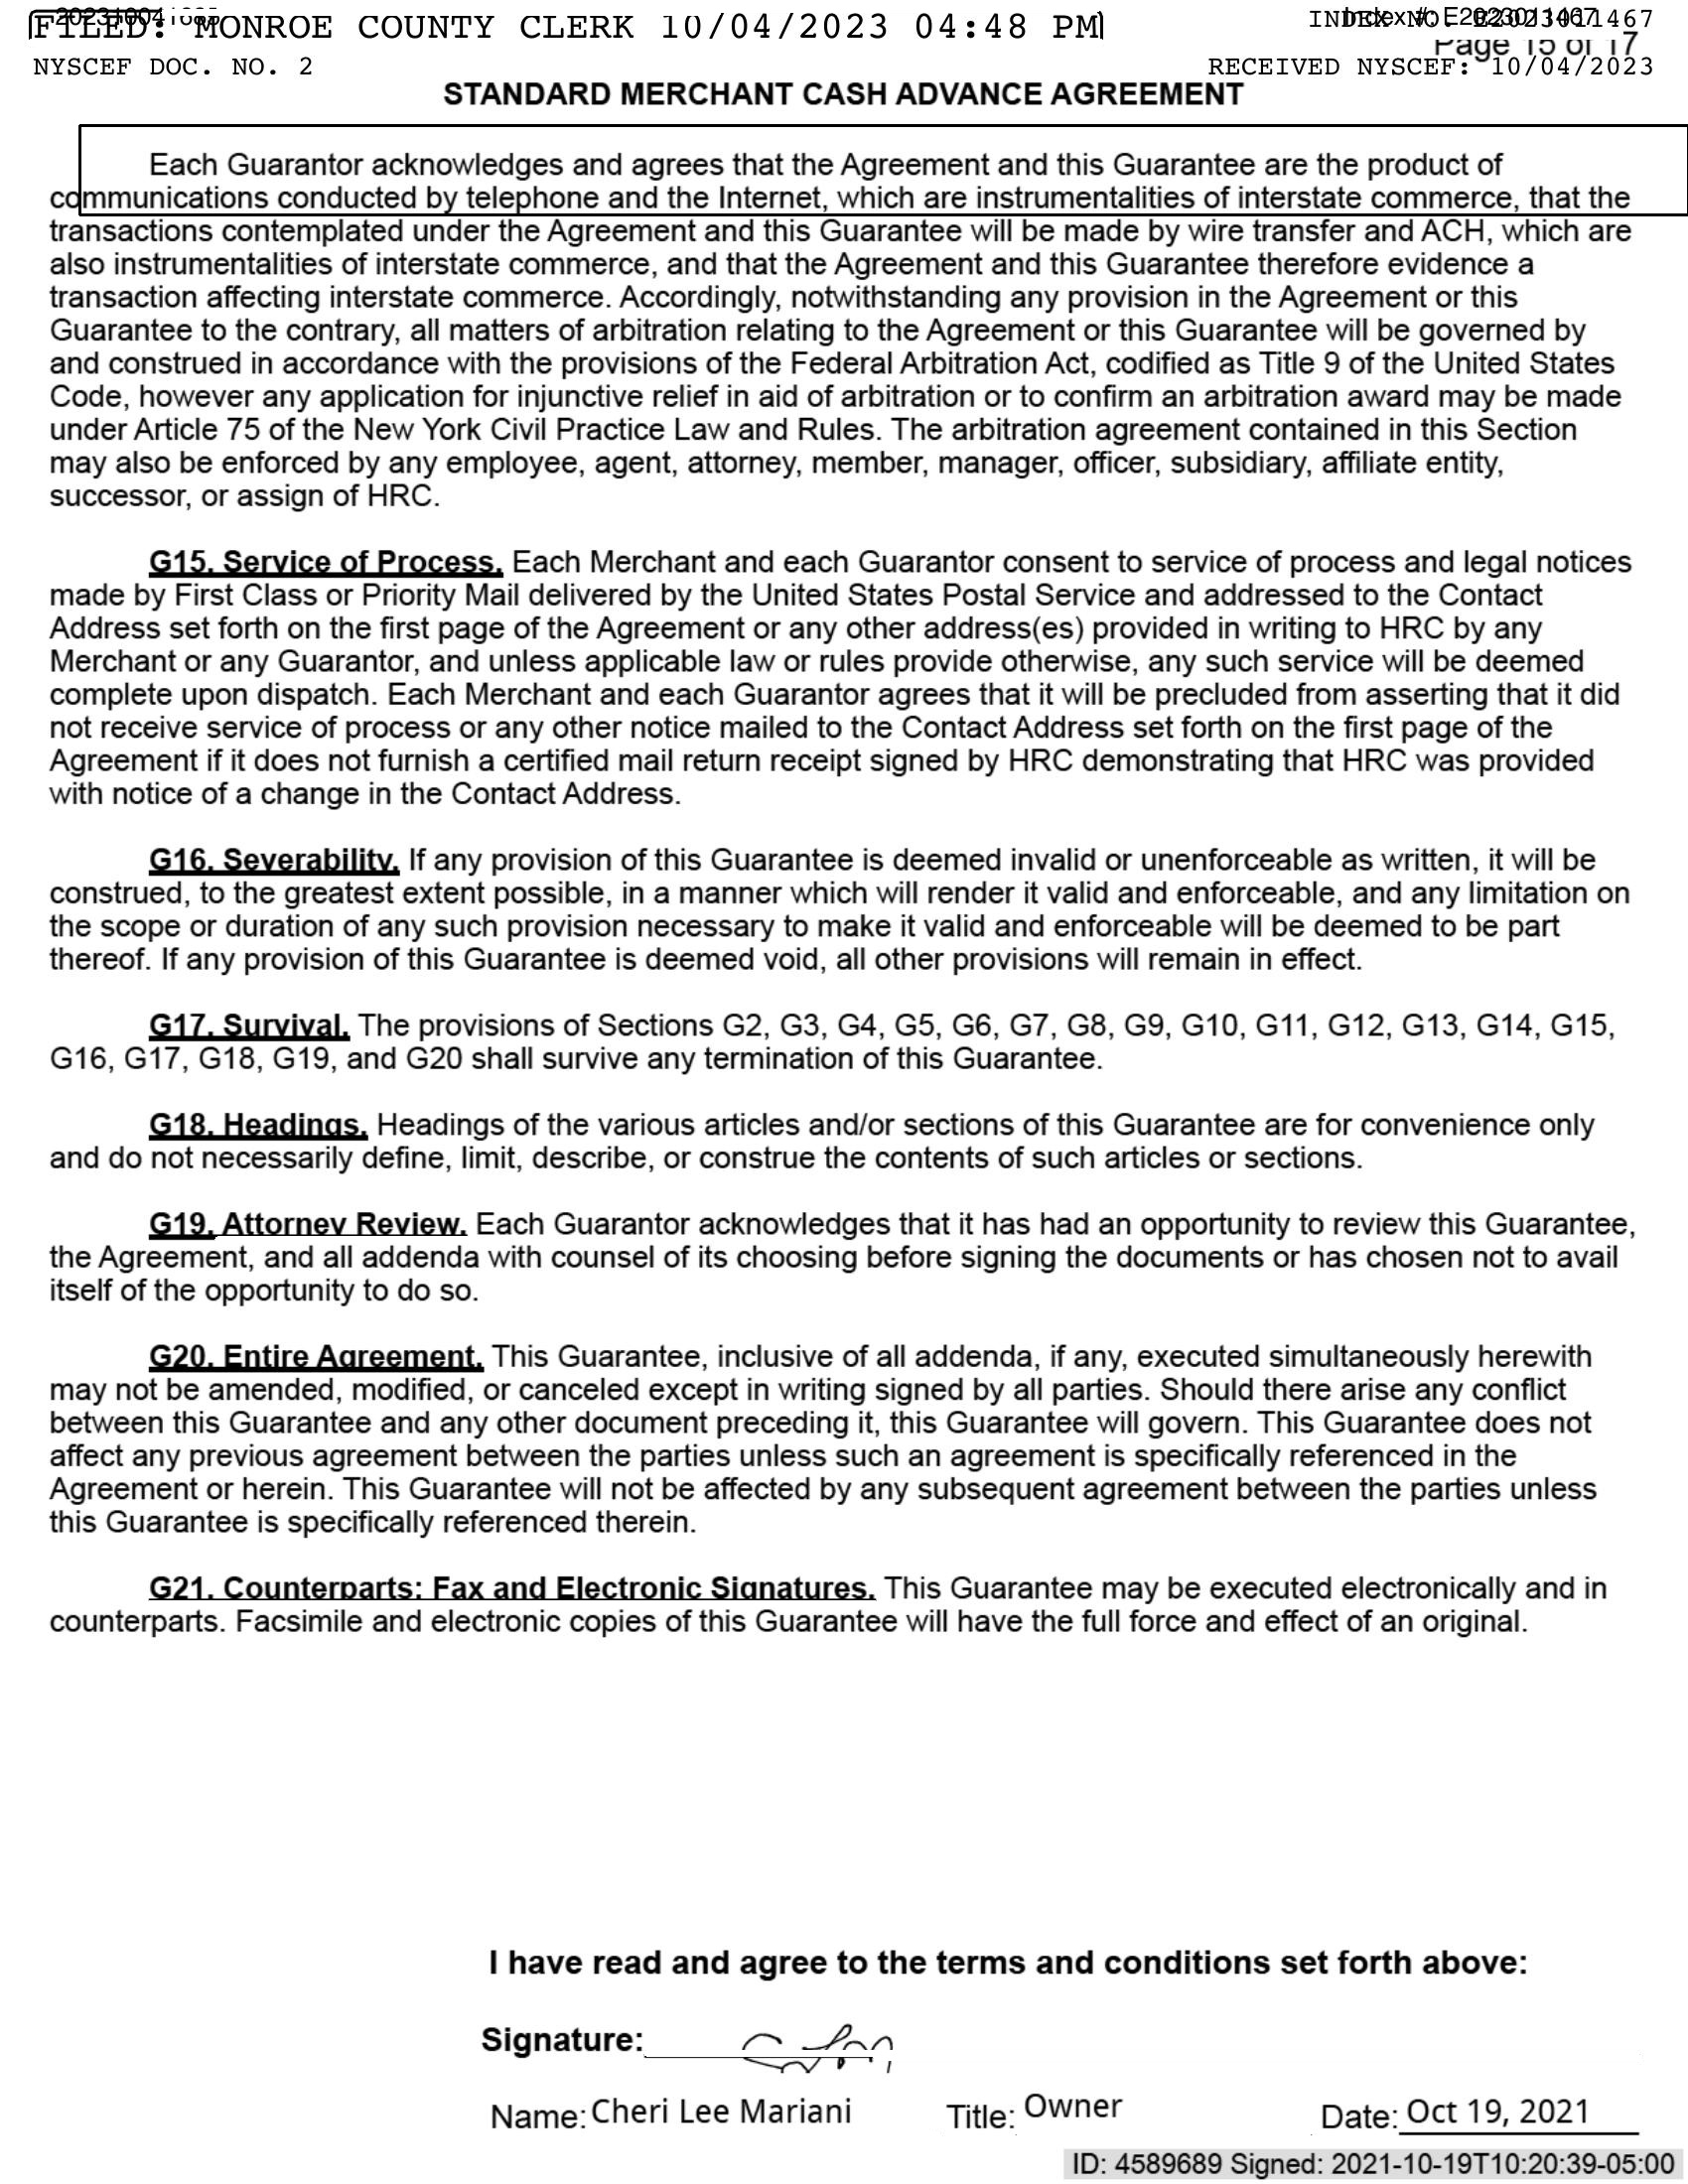 202310041085
FILED: MONROE COUNTY CLERK 10/04/2023 04:48 PM
INDEX NO. E2023011467
Index #: E2023011467
Page 15 of 17
NYSCEF DOC. NO. 2
RECEIVED NYSCEF: 10/04/2023
STANDARD MERCHANT CASH ADVANCE AGREEMENT
Each Guarantor acknowledges and agrees that the Agreement and this Guarantee are the product of
communications conducted by telephone and the Internet, which are instrumentalities of interstate commerce, that the
transactions contemplated under the Agreement and this Guarantee will be made by wire transfer and ACH, which are
also instrumentalities of interstate commerce, and that the Agreement and this Guarantee therefore evidence a
transaction affecting interstate commerce. Accordingly, notwithstanding any provision in the Agreement or this
Guarantee to the contrary, all matters of arbitration relating to the Agreement or this Guarantee will be governed by
and construed in accordance with the provisions of the Federal Arbitration Act, codified as Title 9 of the United States
Code, however any application for injunctive relief in aid of arbitration or to confirm an arbitration award may be made
under Article 75 of the New York Civil Practice Law and Rules. The arbitration agreement contained in this Section
may also be enforced by any employee, agent, attorney, member, manager, officer, subsidiary, affiliate entity,
successor, or assign of HRC.
G15. Service of Process. Each Merchant and each Guarantor consent to service of process and legal notices
made by First Class or Priority Mail delivered by the United States Postal Service and addressed to the Contact
Address set forth on the first page of the Agreement or any other address(es) provided in writing to HRC by any
Merchant or any Guarantor, and unless applicable law or rules provide otherwise, any such service will be deemed
complete upon dispatch. Each Merchant and each Guarantor agrees that it will be precluded from asserting that it did
not receive service of process or any other notice mailed to the Contact Address set forth on the first page of the
Agreement if it does not furnish a certified mail return receipt signed by HRC demonstrating that HRC was provided
with notice of a change in the Contact Address.
G16. Severability. If any provision of this Guarantee is deemed invalid or unenforceable as written, it will be
construed, to the greatest extent possible, in a manner which will render it valid and enforceable, and any limitation on
the scope or duration of any such provision necessary to make it valid and enforceable will be deemed to be part
thereof. If any provision of this Guarantee is deemed void, all other provisions will remain in effect.
G17. Survival. The provisions of Sections G2, G3, G4, G5, G6, G7, G8, G9, G10, G11, G12, G13, G14, G15,
G16, G17, G18, G19, and G20 shall survive any termination of this Guarantee.
G18. Headings. Headings of the various articles and/or sections of this Guarantee are for convenience only
and do not necessarily define, limit, describe, or construe the contents of such articles or sections.
G19. Attorney Review. Each Guarantor acknowledges that it has had an opportunity to review this Guarantee,
the Agreement, and all addenda with counsel of its choosing before signing the documents or has chosen not to avail
itself of the opportunity to do so.
G20. Entire Agreement. This Guarantee, inclusive of all addenda, if any, executed simultaneously herewith
may not be amended, modified, or canceled except in writing signed by all parties. Should there arise any conflict
between this Guarantee and any other document preceding it, this Guarantee will govern. This Guarantee does not
affect any previous agreement between the parties unless such an agreement is specifically referenced in the
Agreement or herein. This Guarantee will not be affected by any subsequent agreement between the parties unless
this Guarantee is specifically referenced therein.
G21. Counterparts; Fax and Electronic Signatures. This Guarantee may be executed electronically and in
counterparts. Facsimile and electronic copies of this Guarantee will have the full force and effect of an original.
I have read and agree to the terms and conditions set forth above:
Signature:
Name: Cheri Lee Mariani Title: Owner Date: Oct 19, 2021
ID: 4589689 Signed: 2021-10-19T10:20:39-05:00